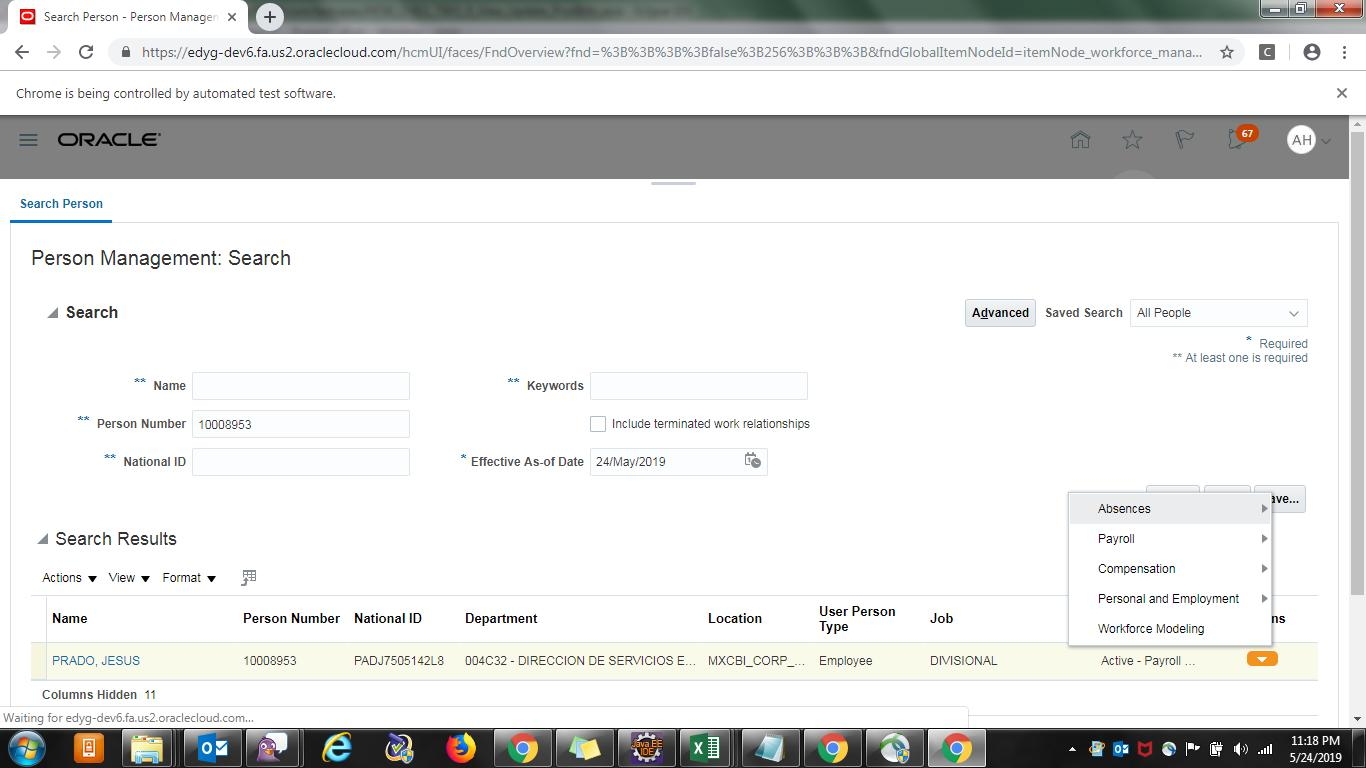 Search Person - Person Managen
https://edyg-dev6.fa.us2.oraclecloud.com/hcmUI/faces/FndOverview?fnd=%3B%3B%3B%3Bfalse%3B256%3B%3B%3B&fndGlobalItemNodeId=itemNode_workforce_mana...
Chrome is being controlled by automated test software.
ORACLE
67
AH
Search Person
Person Management: Search
Search
Advanced
Saved Search
All People
* Required
** At least one is required
** Name
** Keywords
** Person Number
10008953
Include terminated work relationships
** National ID
* Effective As-of Date
24/May/2019
ave...
Absences
Payroll
Compensation
Personal and Employment
Workforce Modeling
Search Results
Actions
View
Format
Name
Person Number
National ID
Department
Location
User Person
Type
Job
ns
PRADO, JESUS
10008953
PADJ7505142L8
004C32 - DIRECCION DE SERVICIOS E...
MXCBI_CORP_...
Employee
DIVISIONAL
Active - Payroll ...
Columns Hidden 11
Waiting for edyg-dev6.fa.us2.oraclecloud.com...
Java EE
IDE
11:18 PM
5/24/2019